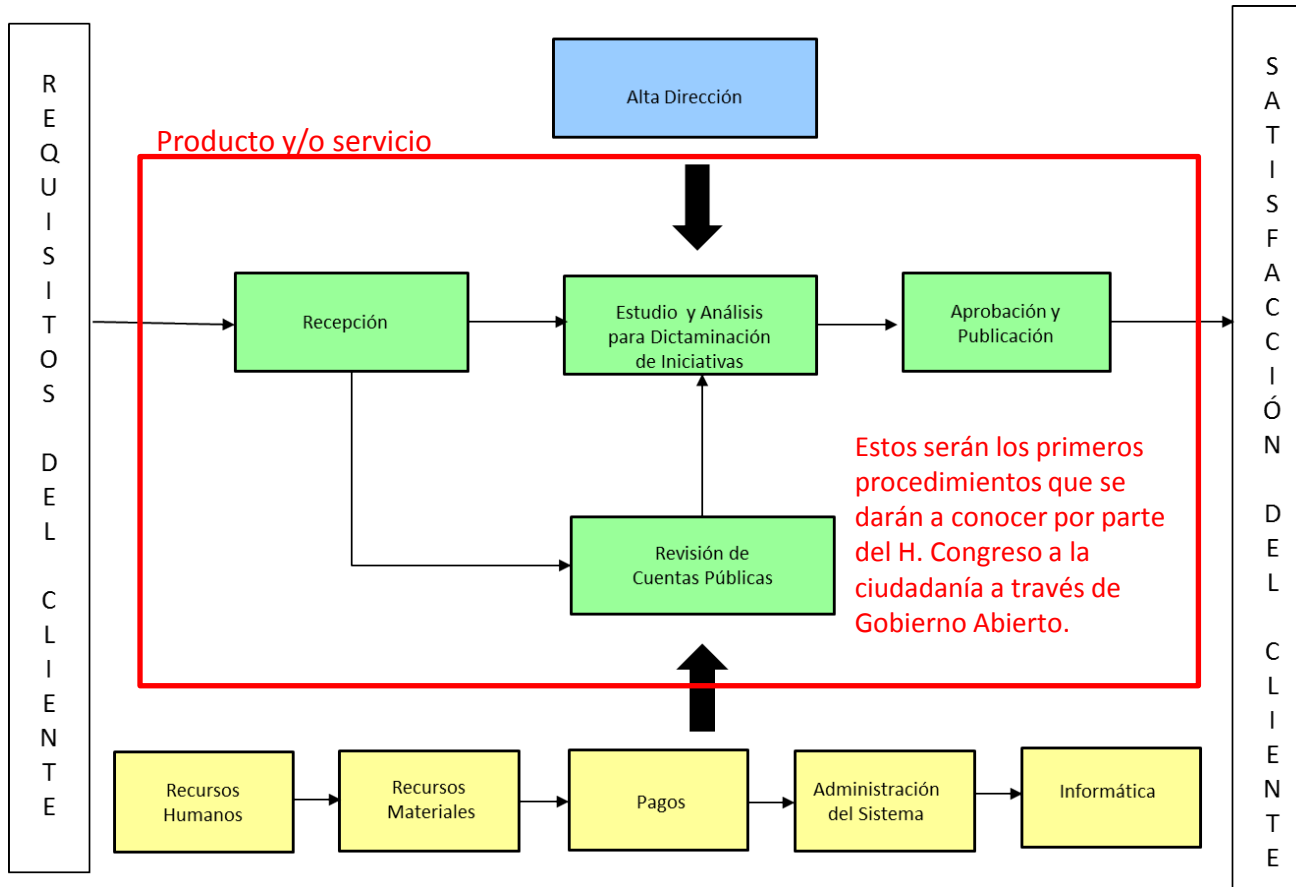 REQUISITOS DEL CLIENTE
Alta Dirección
Producto y/o servicio
Recepción
Estudio y Análisis
para Dictaminación
de Iniciativas
Aprobación y
Publicación
Revisión de
Cuentas Públicas
Estos serán los primeros
procedimientos que se
darán a conocer por parte
del H. Congreso a la
ciudadanía a través de
Gobierno Abierto.
Recursos
Humanos
Recursos
Materiales
Pagos
Administración
del Sistema
Informática
SATISFACCIÓN DEL CLIENTE